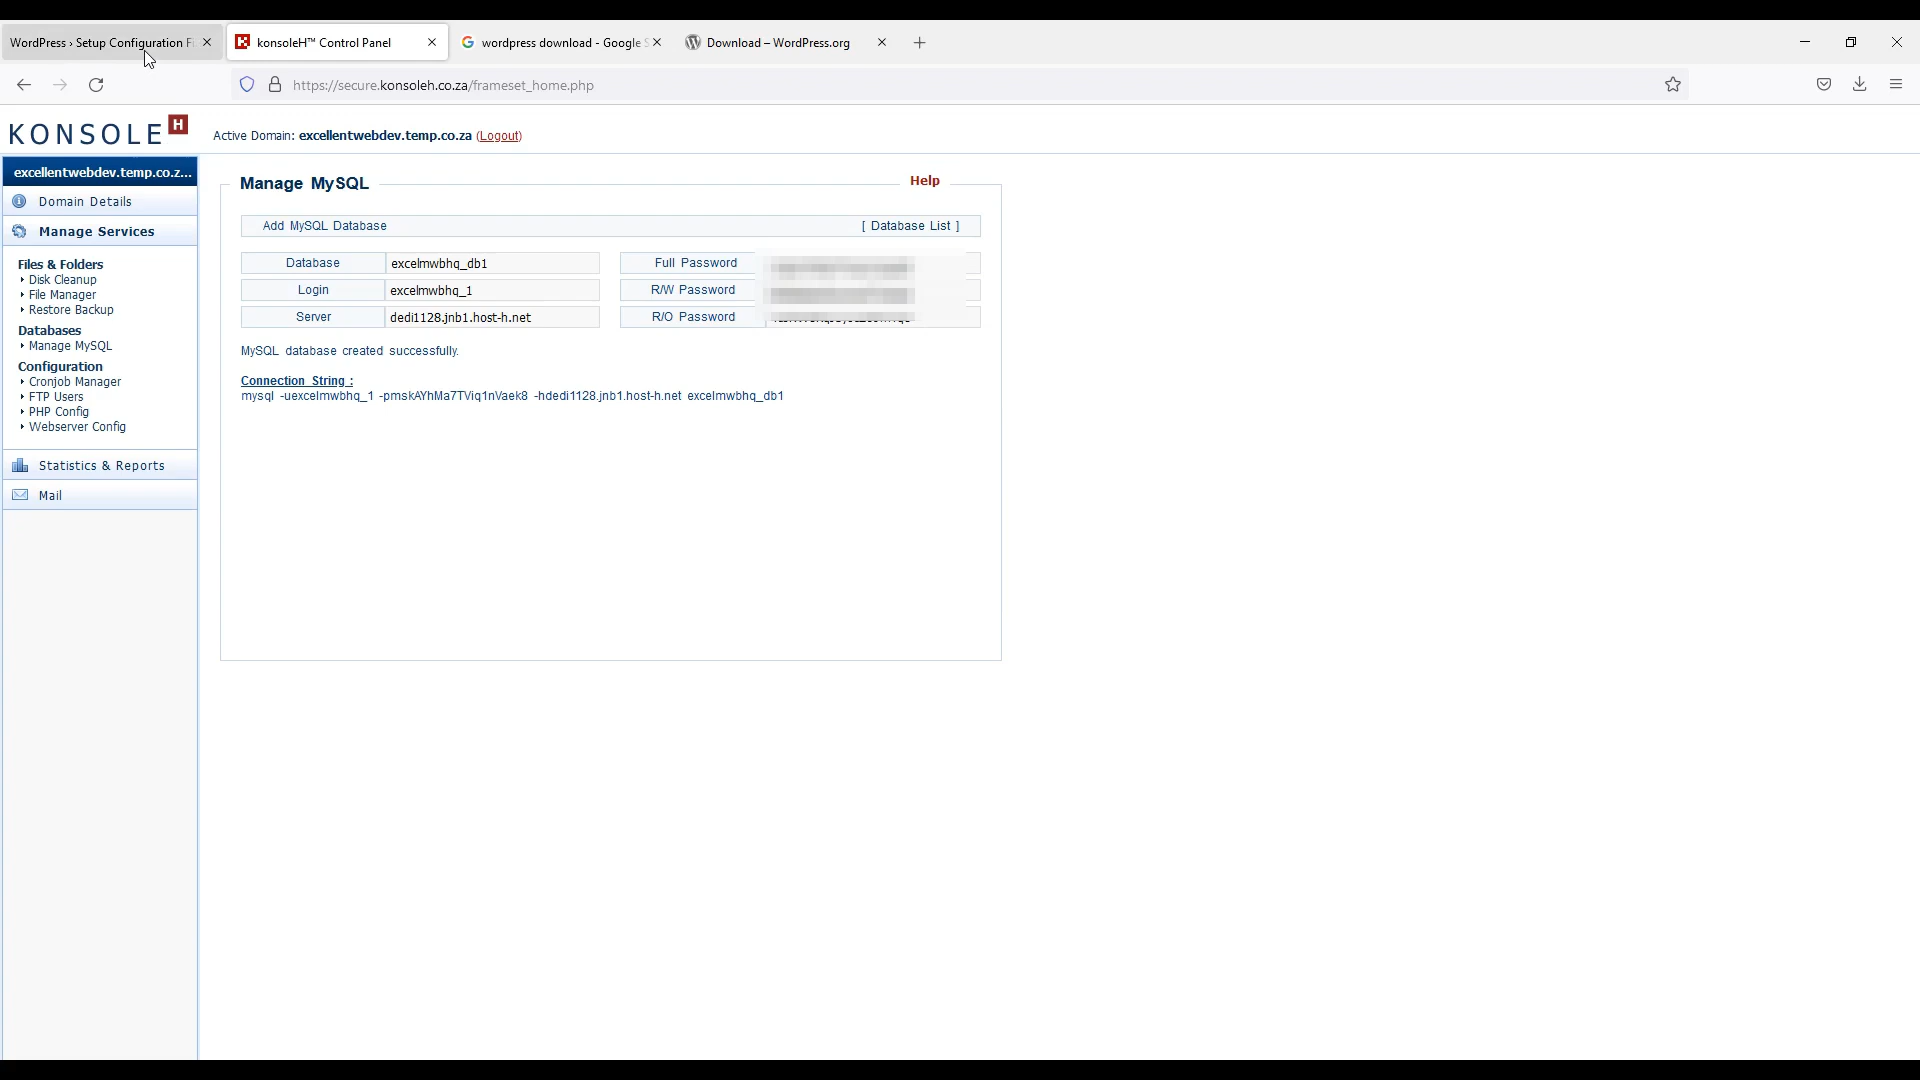 WordPress › Setup Configuration Fi
konsoleH™ Control Panel
wordpress download - Google S
Download – WordPress.org
https://secure.konsoleh.co.za/frameset_home.php
KONSOLE H
Active Domain: excellentwebdev.temp.co.za (Logout)
excellentwebdev.temp.co.z...
Domain Details
Manage Services
Files & Folders
Disk Cleanup
File Manager
Restore Backup
Databases
Manage MySQL
Configuration
Cronjob Manager
FTP Users
PHP Config
Webserver Config
Statistics & Reports
Mail
Manage MySQL
Help
Add MySQL Database
[ Database List ]
Database excelmwbhq_db1
Full Password
Login excelmwbhq_1
R/W Password
Server dedi1128.jnb1.host-h.net
R/O Password
MySQL database created successfully.
Connection String :
mysql -uexcelmwbhq_1 -pmskAYhMa7TViq1nVaek8 -hdedi1128.jnb1.host-h.net excelmwbhq_db1